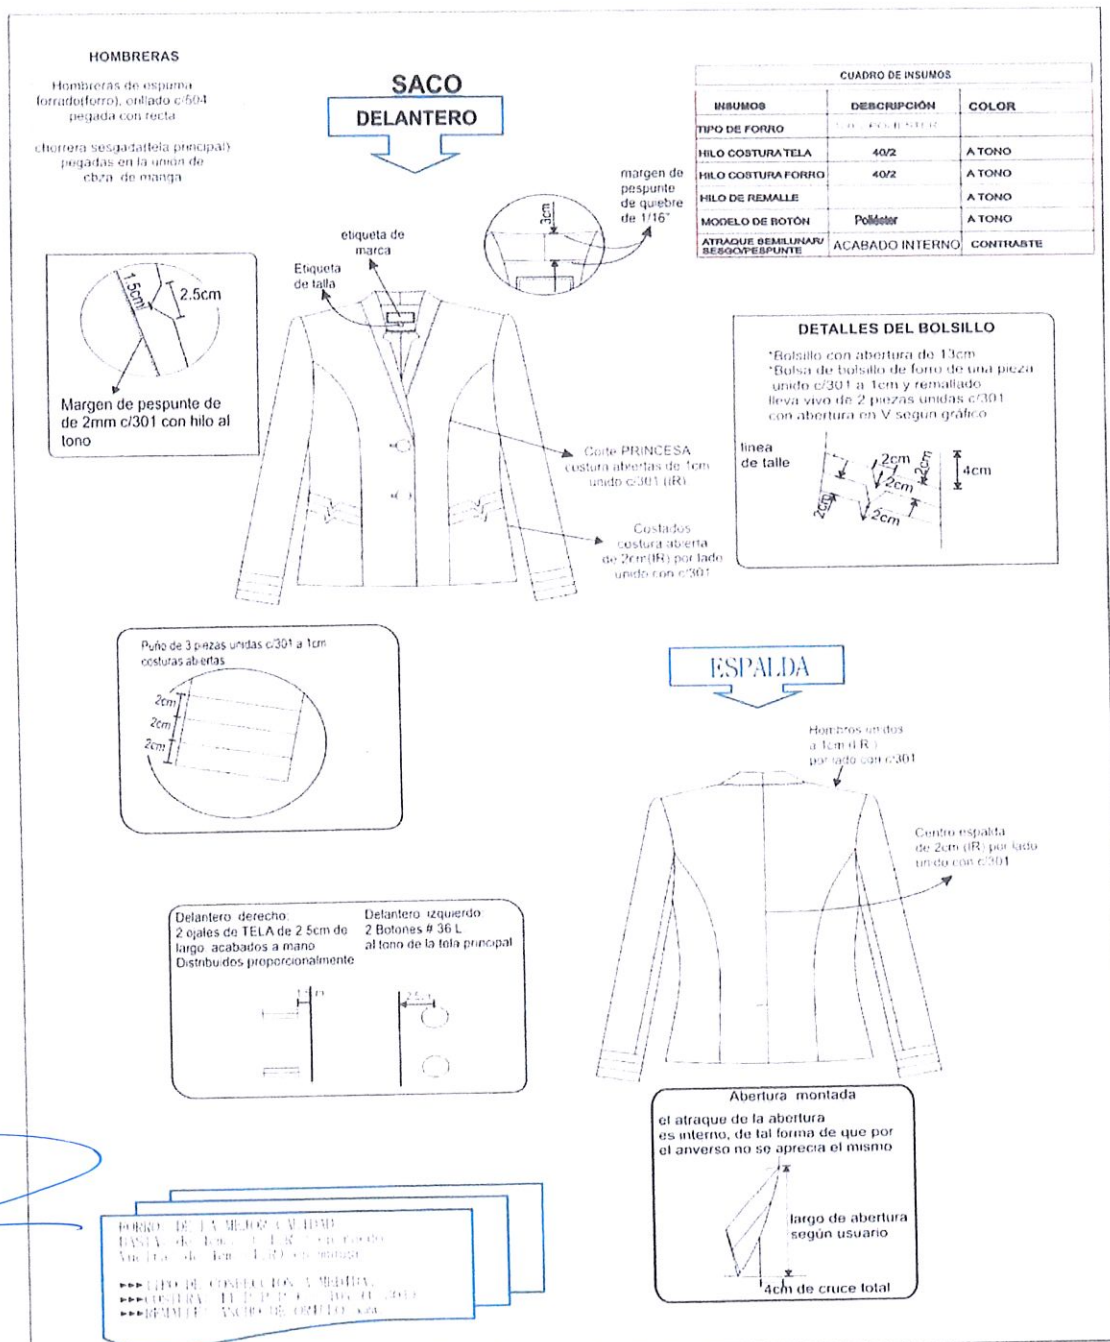 HOMBRERAS
Hombreras de espuma
forrado(forro), orillado c/504
pegada con recta
chorrera sesgada(tela principal)
pegadas en la unión de
cbza. de manga
SACO
DELANTERO
CUADRO DE INSUMOS
INSUMOS DESCRIPCIÓN COLOR
TIPO DE FORRO
HILO COSTURA TELA 40/2 A TONO
HILO COSTURA FORRO 40/2 A TONO
HILO DE REMALLE A TONO
MODELO DE BOTÓN Poliéster A TONO
ATRAQUE SEMILUNAR/
SESGO/PESPUNTE ACABADO INTERNO CONTRASTE
margen de
pespunte
de quiebre
de 1/16"
3cm
etiqueta de
marca
Etiqueta
de talla
1.5cm
2.5cm
Margen de pespunte de
de 2mm c/301 con hilo al
tono
DETALLES DEL BOLSILLO
*Bolsillo con abertura de 13cm
*Bolsa de bolsillo de forro de una pieza
unido c/301 a 1cm y remallado
lleva vivo de 2 piezas unidas c/301
con abertura en V segun gráfico
linea
de talle
2cm
2cm
4cm
2cm
2cm
2cm
Corte PRINCESA
costura abiertas de 1cm
unido c/301 (IR)
Costados
costura abierta
de 2cm(IR) por lado
unido con c/301
Puño de 3 piezas unidas c/301 a 1cm
costuras abiertas
2cm
2cm
2cm
ESPALDA
Hombros unidos
a 1cm (I.R.)
por lado con c/301
Centro espalda
de 2cm (IR) por lado
unido con c/301
Delantero derecho:
2 ojales de TELA de 2.5cm de
largo, acabados a mano
Distribuidos proporcionalmente
Delantero izquierdo
2 Botones # 36 L
al tono de la tela principal
Abertura montada
el atraque de la abertura
es interno, de tal forma de que por
el anverso no se aprecia el mismo
largo de abertura
según usuario
4cm de cruce total
FORRO: DE LA MEJOR CALIDAD
►►►TIPO DE CONFECCION A MEDIDA.